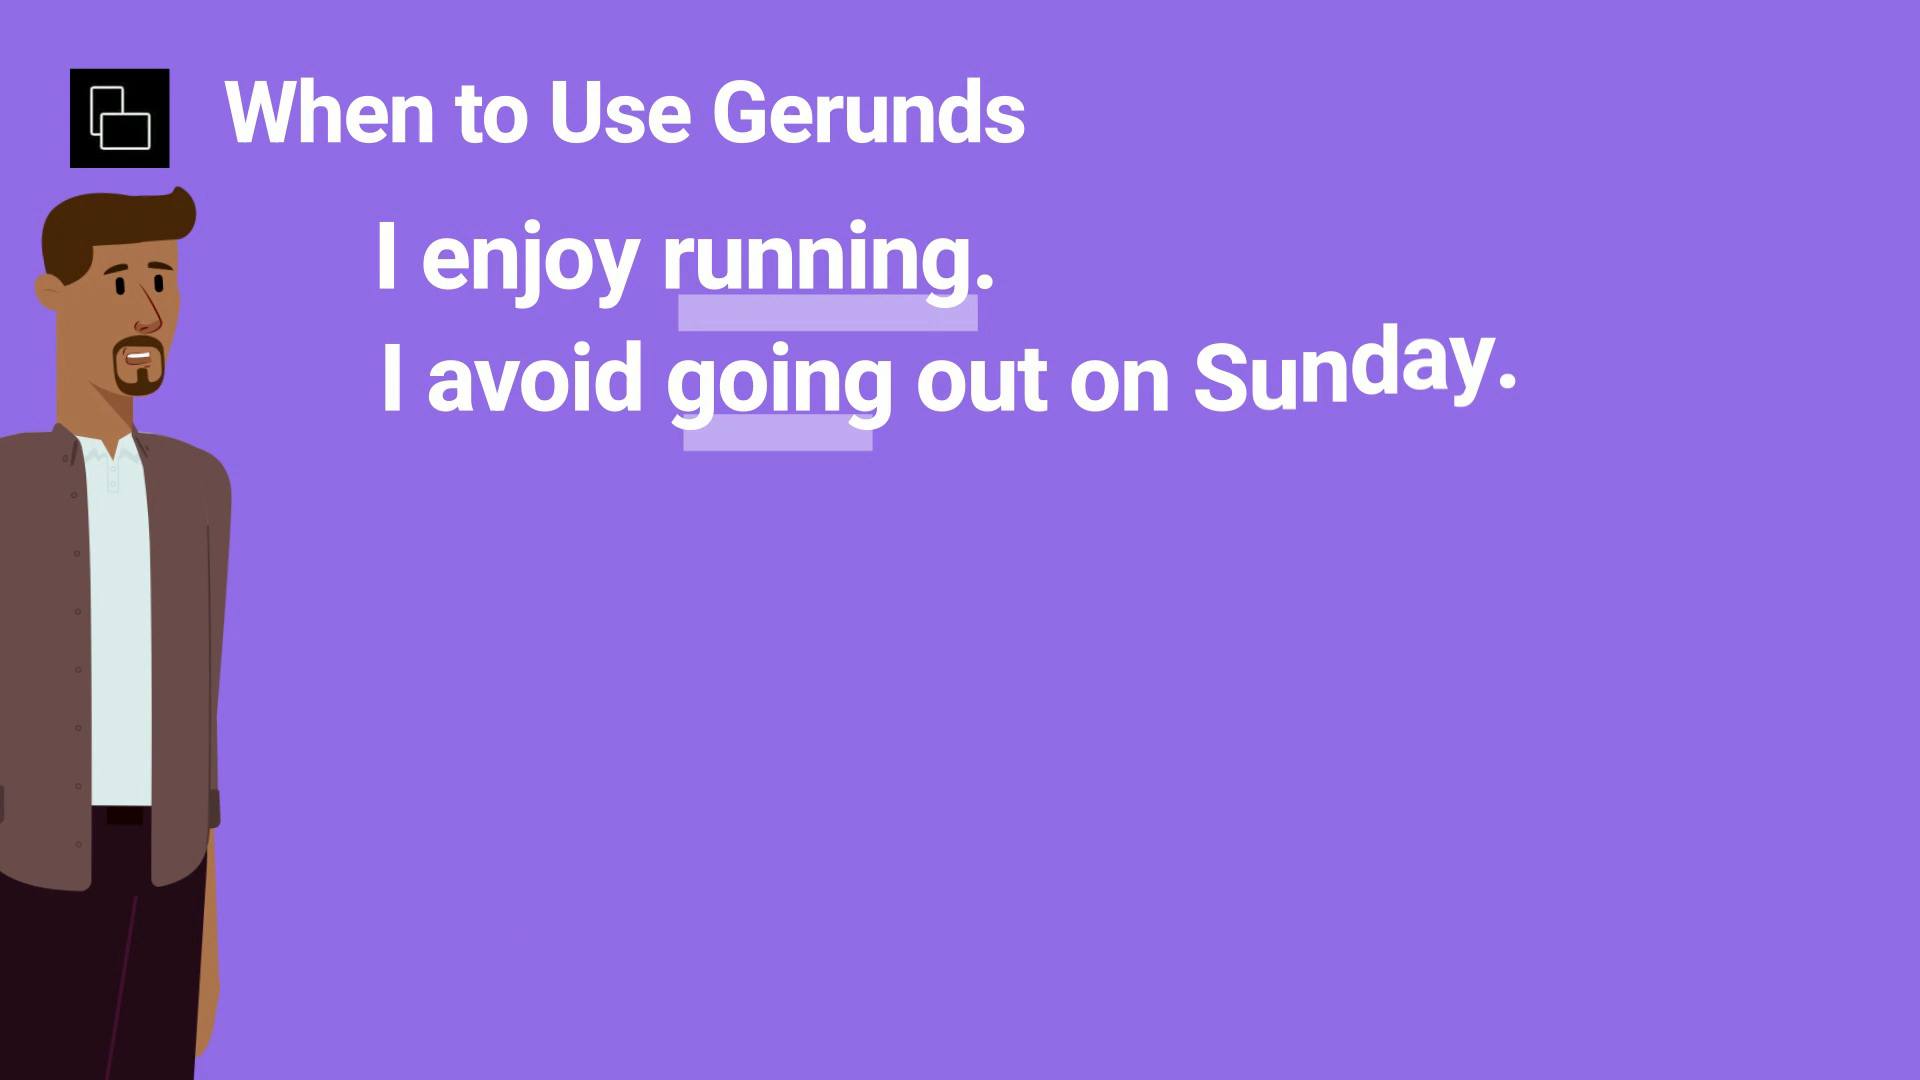 When to Use Gerunds
I enjoy running.
I avoid going out on Sunday.